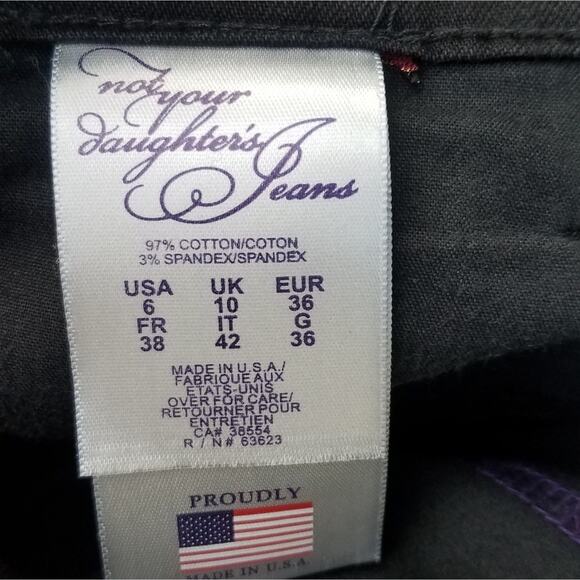 not your
daughter's
Jeans
97% COTTON/COTON
3% SPANDEX/SPANDEX
USA UK EUR
6 10 36
FR IT G
38 42 36
MADE IN U.S.A./
FABRIQUE AUX
ETATS-UNIS
OVER FOR CARE/
RETOURNER POUR
ENTRETIEN
CA# 38554
R / N # 63623
PROUDLY
MADE IN U.S.A.